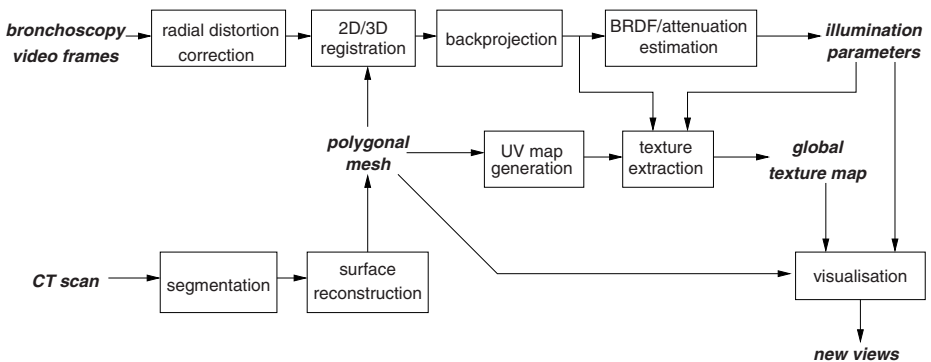 bronchoscopy
video frames
radial distortion
correction
2D/3D
registration
backprojection
BRDF/attenuation
estimation
illumination
parameters
polygonal
mesh
UV map
generation
texture
extraction
global
texture map
CT scan
segmentation
surface
reconstruction
visualisation
new views